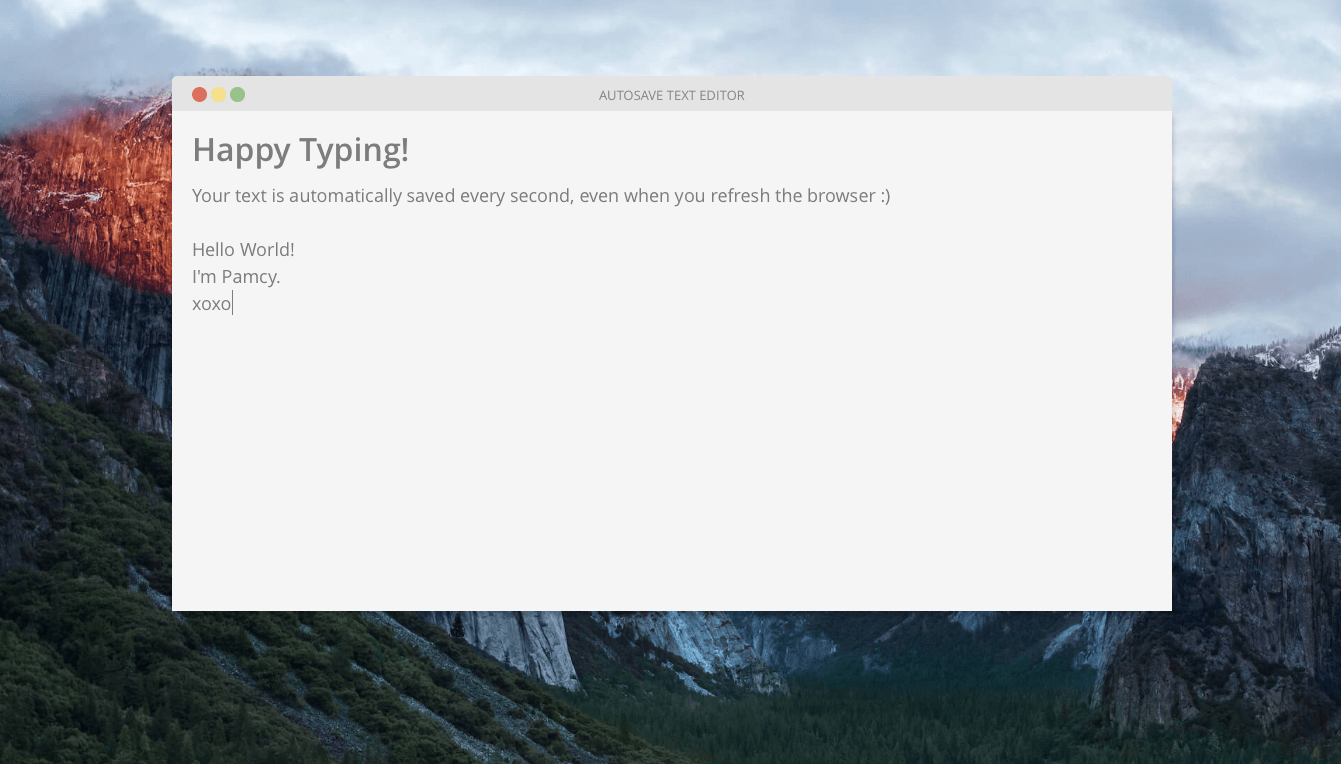 AUTOSAVE TEXT EDITOR
Happy Typing!
Your text is automatically saved every second, even when you refresh the browser :)
Hello World!
I'm Pamcy.
xoxo